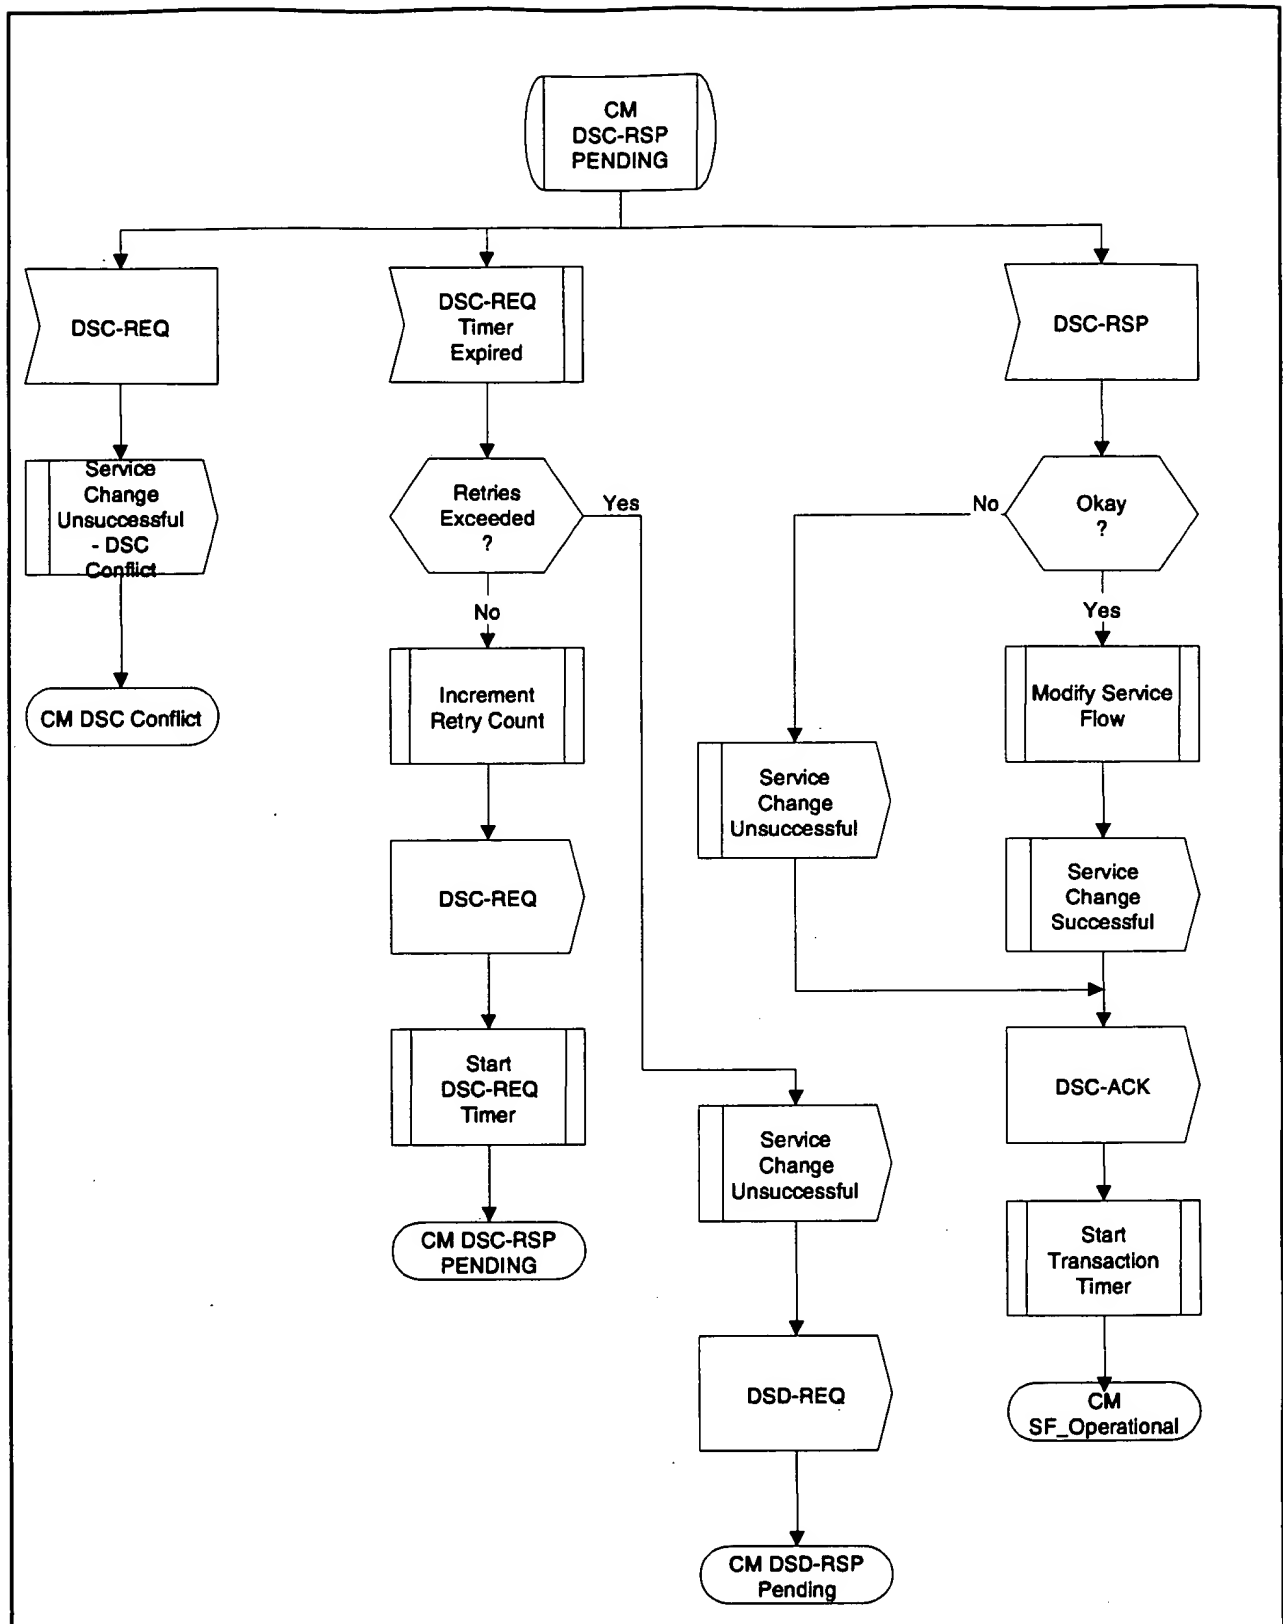 CM
DSC-RSP
PENDING
DSC-REQ
DSC-REQ
Timer
Expired
DSC-RSP
Service
Change
Unsuccessful
- DSC
Conflict
Retries
Exceeded
?
Yes
No
Okay
?
No
Yes
CM DSC Conflict
Increment
Retry Count
Modify Service
Flow
Service
Change
Unsuccessful
DSC-REQ
Service
Change
Successful
Start
DSC-REQ
Timer
DSC-ACK
Service
Change
Unsuccessful
CM DSC-RSP
PENDING
Start
Transaction
Timer
DSD-REQ
CM
SF_Operational
CM DSD-RSP
Pending